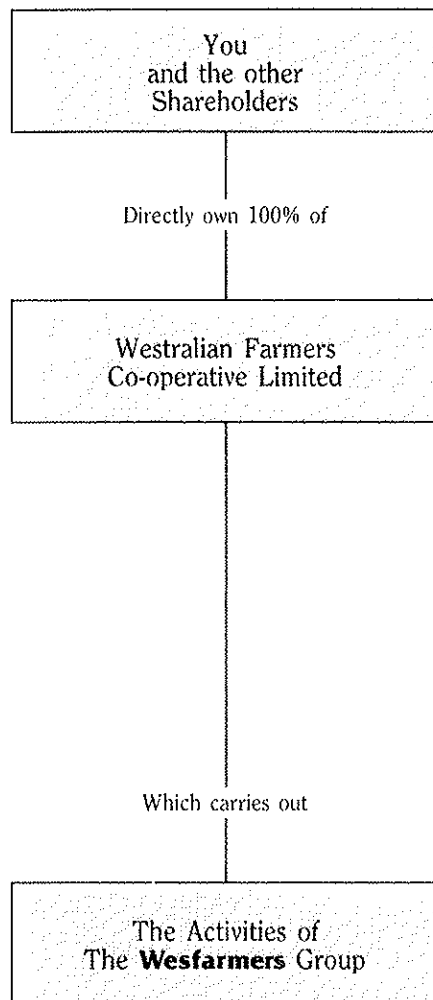 You
and the other
Shareholders
Directly own 100% of
Westralian Farmers
Co-operative Limited
Which carries out
The Activities of
The Wesfarmers Group